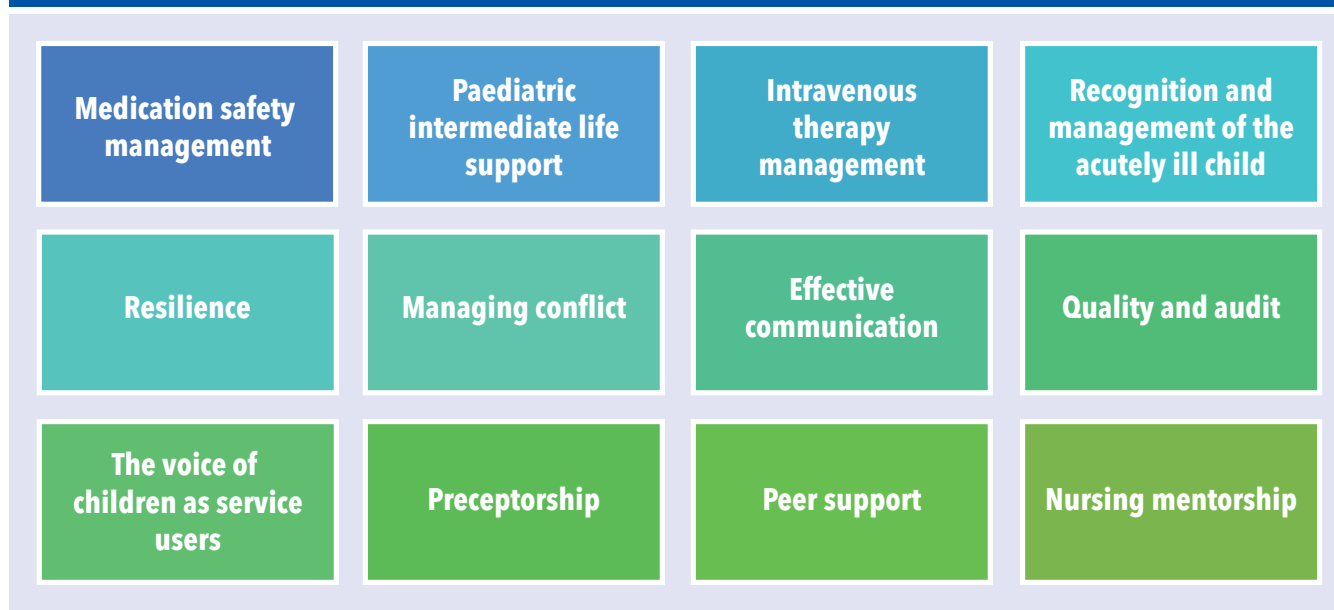 Medication safety
management
Paediatric
intermediate life
support
Intravenous
therapy
management
Recognition and
management of the
acutely ill child
Resilience
Managing conflict
Effective
communication
Quality and audit
The voice of
children as service
users
Preceptorship
Peer support
Nursing mentorship